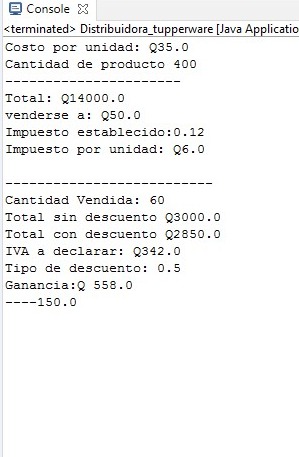 Console
<terminated> Distribuidora_tupperware [Java Applicatio
Costo por unidad: Q35.0
Cantidad de producto 400
----------------------
Total: Q14000.0
venderse a: Q50.0
Impuesto establecido:0.12
Impuesto por unidad: Q6.0
--------------------------
Cantidad Vendida: 60
Total sin descuento Q3000.0
Total con descuento Q2850.0
IVA a declarar: Q342.0
Tipo de descuento: 0.5
Ganancia:Q 558.0
----150.0